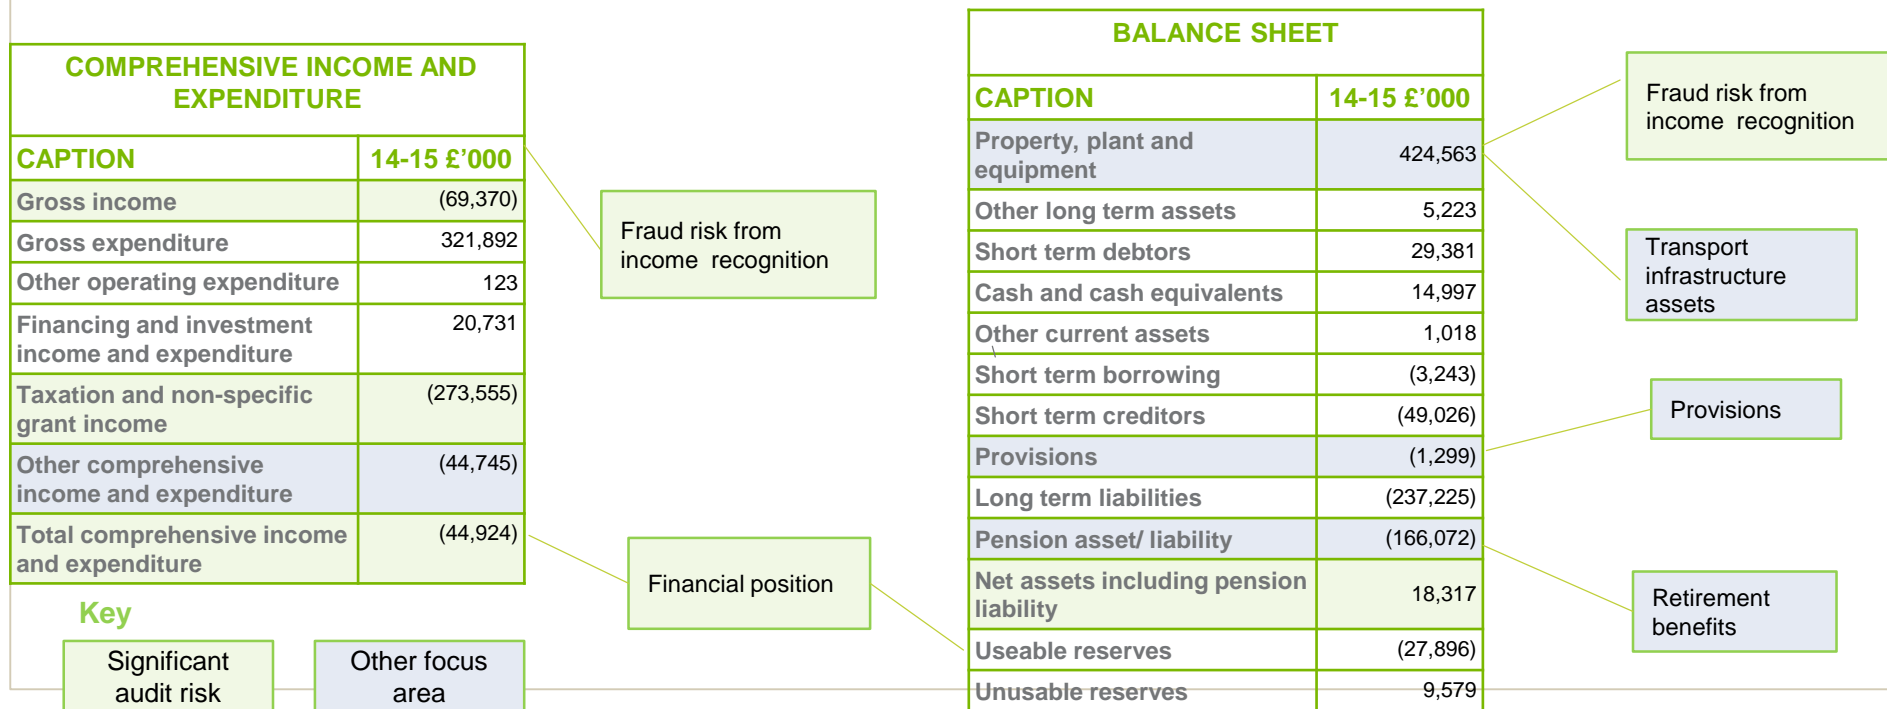 COMPREHENSIVE INCOME AND
EXPENDITURE
CAPTION 14-15 £'000
Gross income (69,370)
Gross expenditure 321,892
Other operating expenditure 123
Financing and investment
income and expenditure 20,731
Taxation and non-specific
grant income (273,555)
Other comprehensive
income and expenditure (44,745)
Total comprehensive income
and expenditure (44,924)
Key
Significant
audit risk
Other focus
area
Fraud risk from
income recognition
Financial position
BALANCE SHEET
CAPTION 14-15 £'000
Property, plant and
equipment 424,563
Other long term assets 5,223
Short term debtors 29,381
Cash and cash equivalents 14,997
Other current assets 1,018
\
Short term borrowing (3,243)
Short term creditors (49,026)
Provisions (1,299)
Long term liabilities (237,225)
Pension asset/ liability (166,072)
Net assets including pension
liability 18,317
Useable reserves (27,896)
Unusable reserves 9,579
Fraud risk from
income recognition
Transport
infrastructure
assets
Provisions
Retirement
benefits